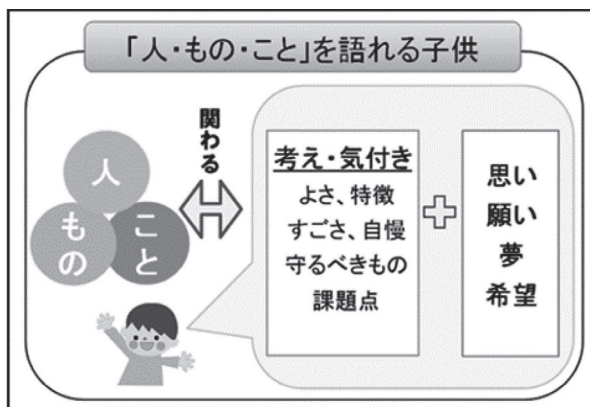 「人・もの・こと」を語れる子供
関わる
人
もの
こと
考え・気付き
よさ、特徴
すごさ、自慢
守るべきもの
課題点
思い
願い
夢
希望